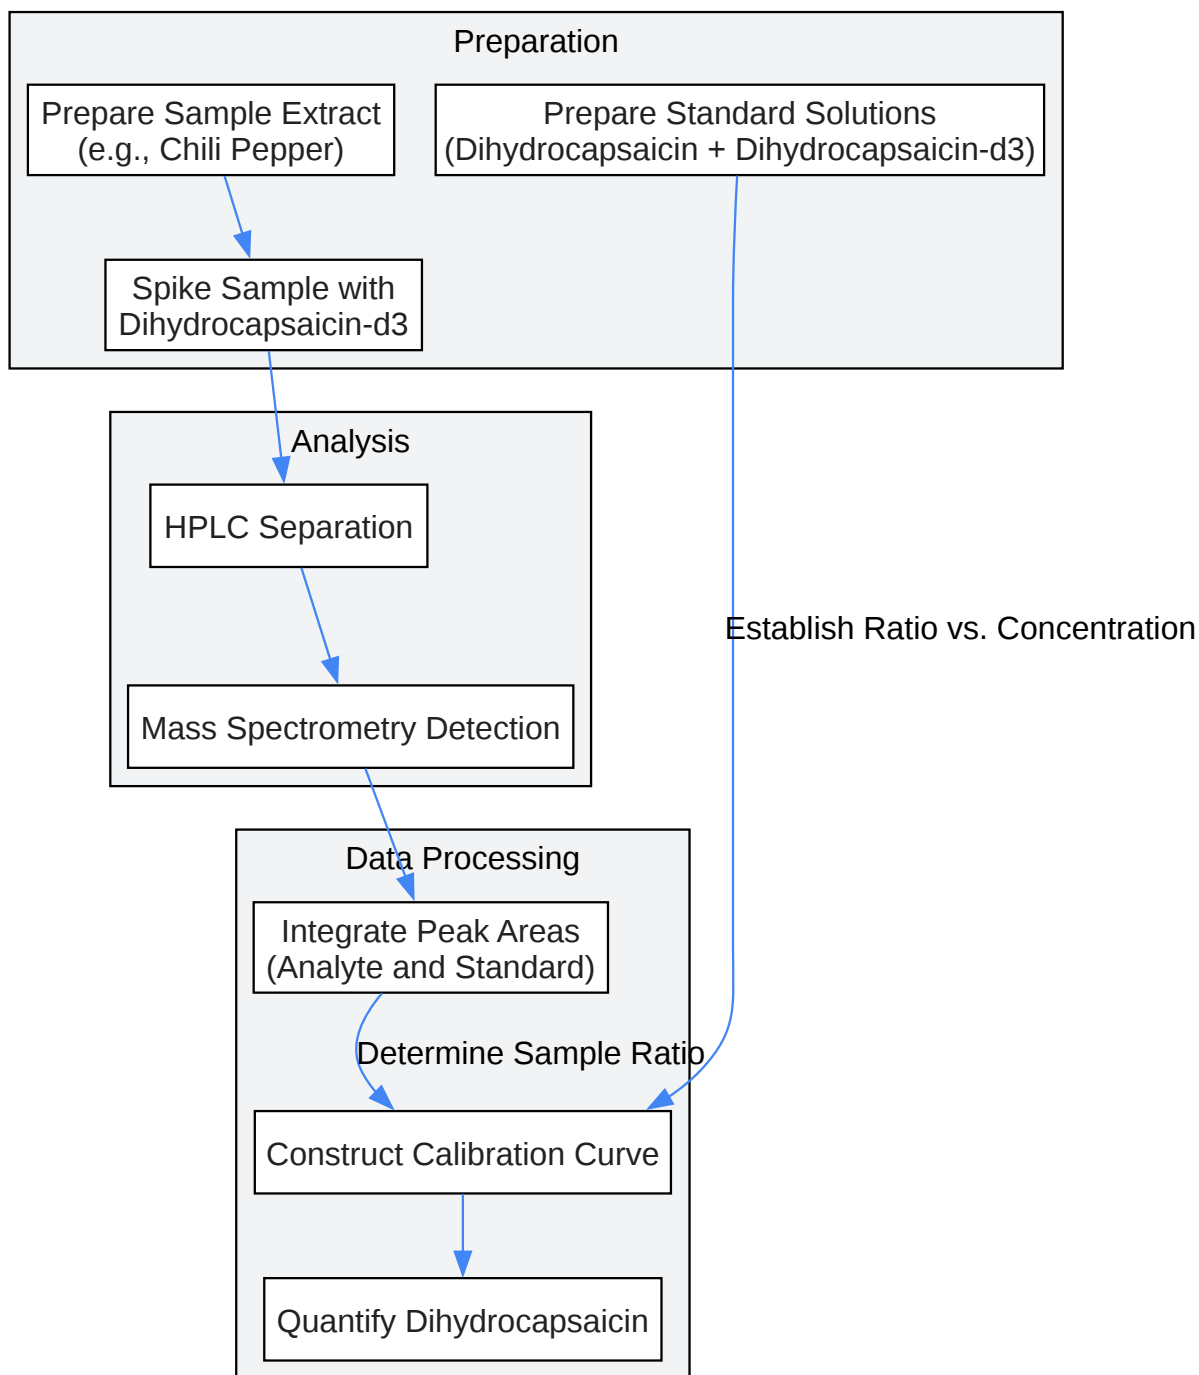 Preparation
Prepare Sample Extract
(e.g., Chili Pepper)
Prepare Standard Solutions
(Dihydrocapsaicin + Dihydrocapsaicin-d3)
Spike Sample with
Dihydrocapsaicin-d3
Analysis
HPLC Separation
Establish Ratio vs. Concentration
Mass Spectrometry Detection
Data Processing
Integrate Peak Areas
(Analyte and Standard)
Determine Sample Ratio
Construct Calibration Curve
Quantify Dihydrocapsaicin